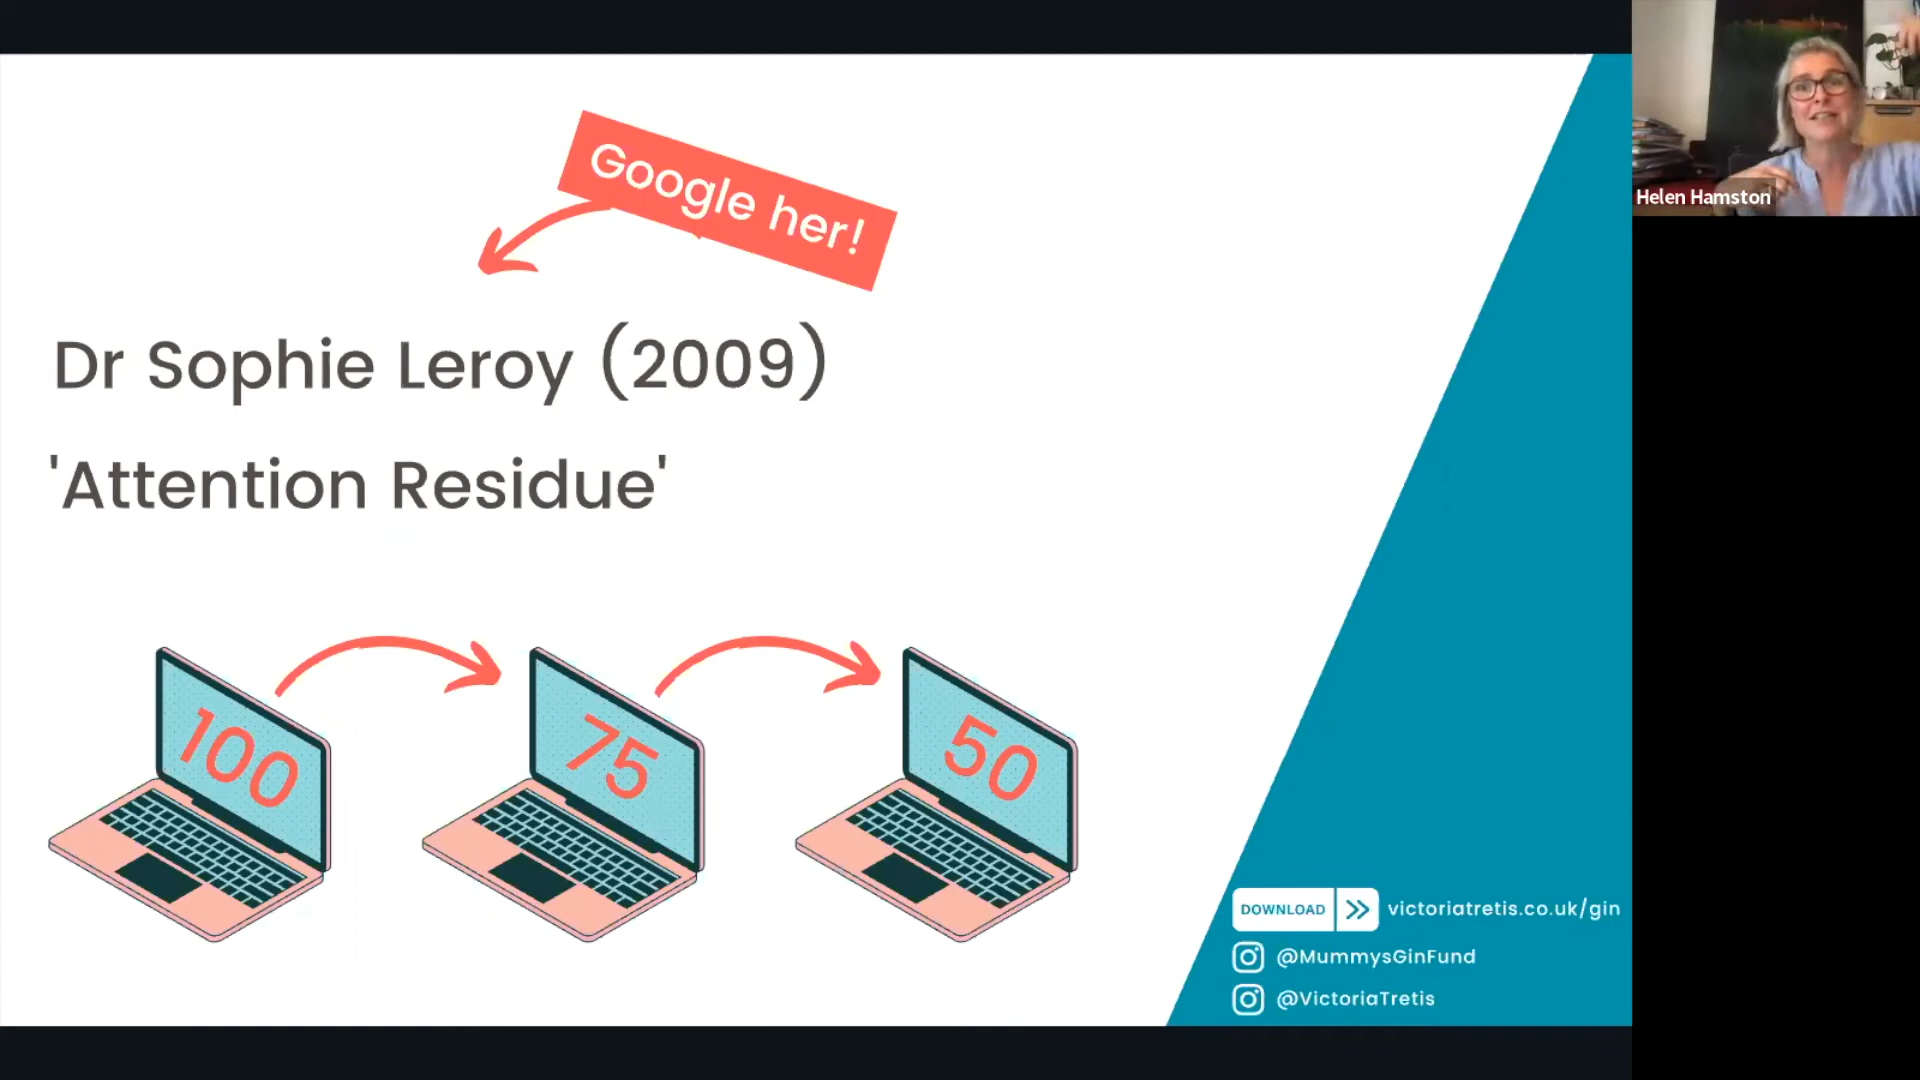 Google her!
Dr Sophie Leroy (2009)
'Attention Residue'
100
75
50
DOWNLOAD
victoriatretis.co.uk/gin
@MummysGinFund
@VictoriaTretis
Helen Hamston